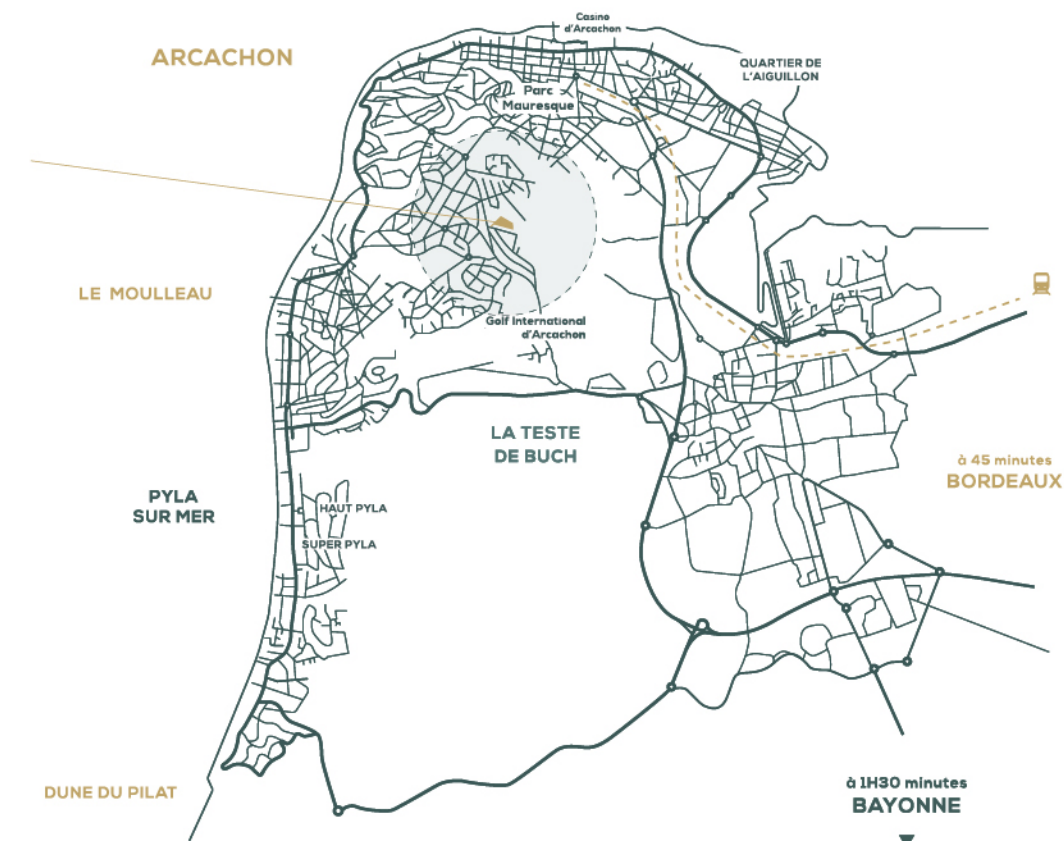 Casino
d'Arcachon
ARCACHON
QUARTIER DE
L'AIGUILLON
Parc
Mauresque
LE MOULLEAU
Golf International
d'Arcachon
LA TESTE
DE BUCH
à 45 minutes
BORDEAUX
PYLA
SUR MER
HAUT PYLA
SUPER PYLA
DUNE DU PILAT
à 1H30 minutes
BAYONNE